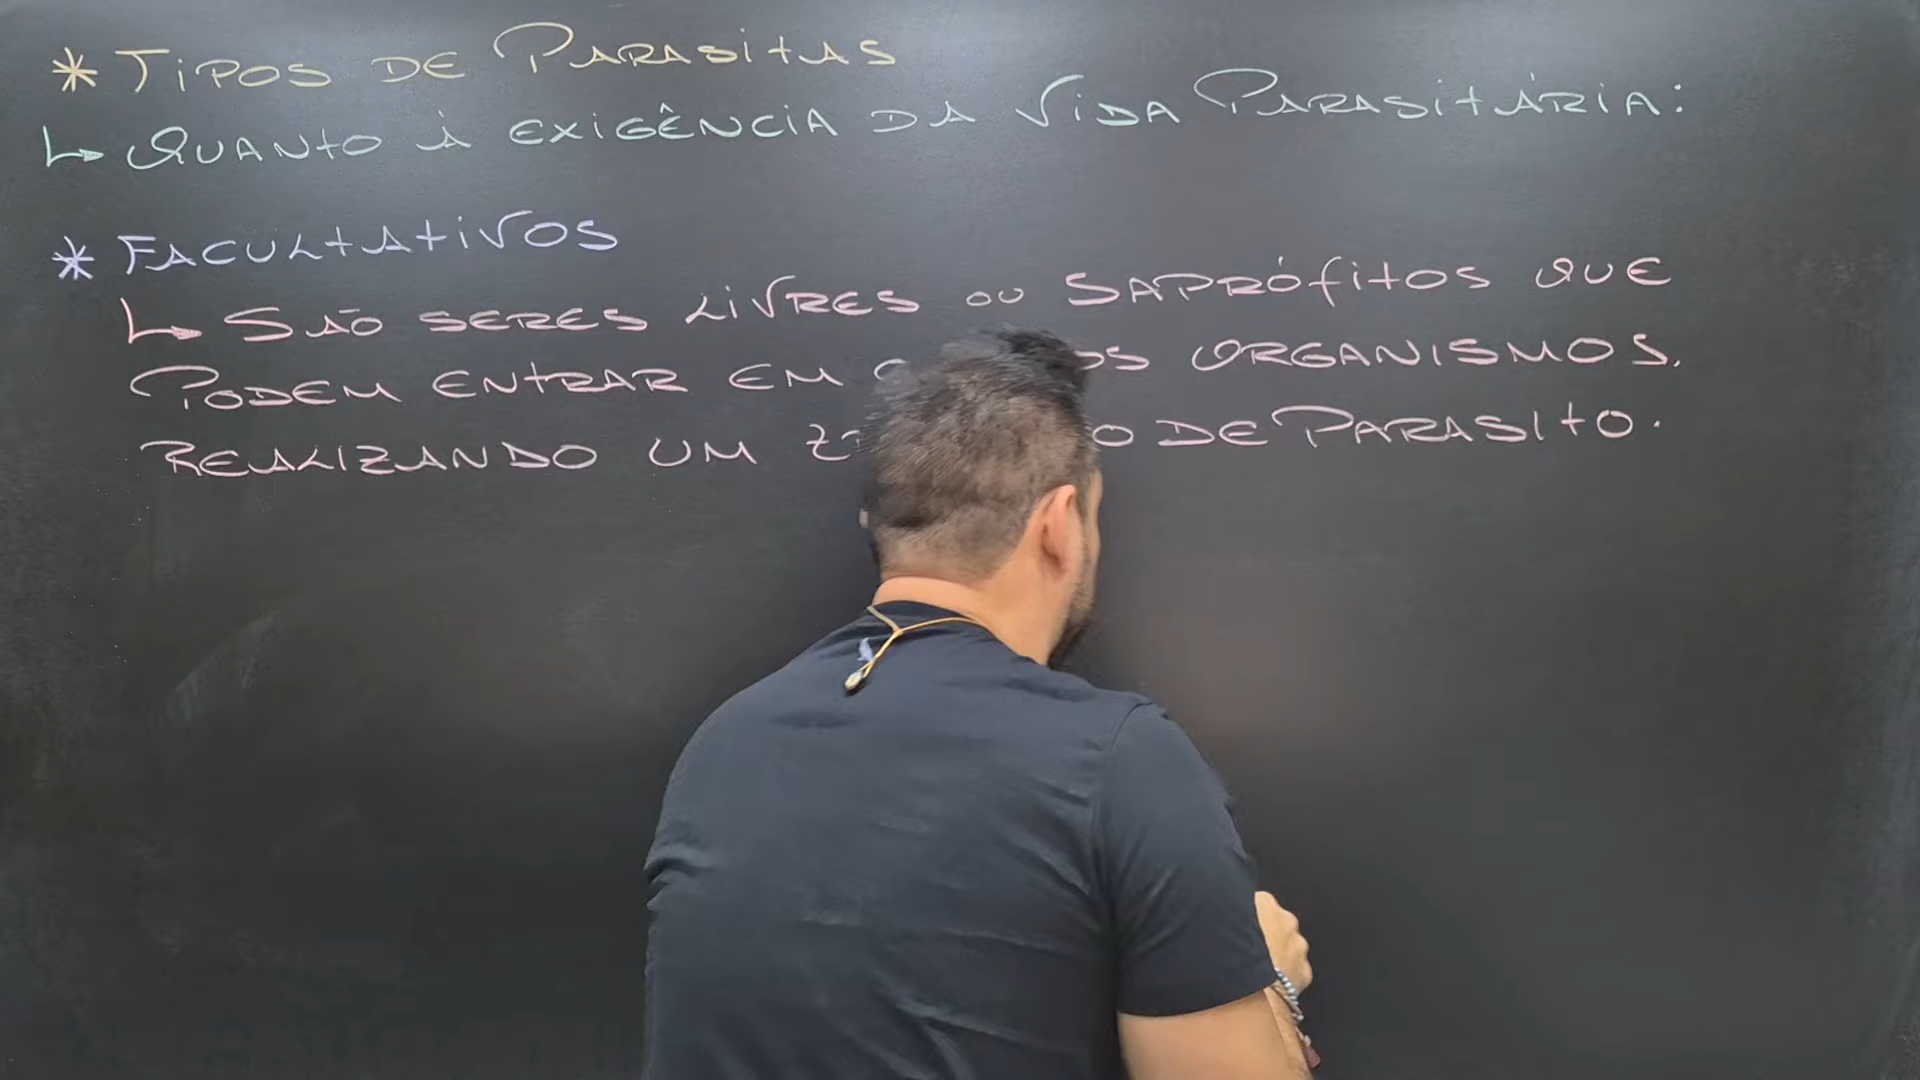 * TIPOS DE PARASITAS
↳ QUANTO À EXIGÊNCIA DA VIDA PARASITÁRIA:
* FACULTATIVOS
↳ SÃO SERES LIVRES OU SAPRÓFITOS QUE
PODEM ENTRAR EM ORGANISMOS,
REALIZANDO UM DE PARASITO.